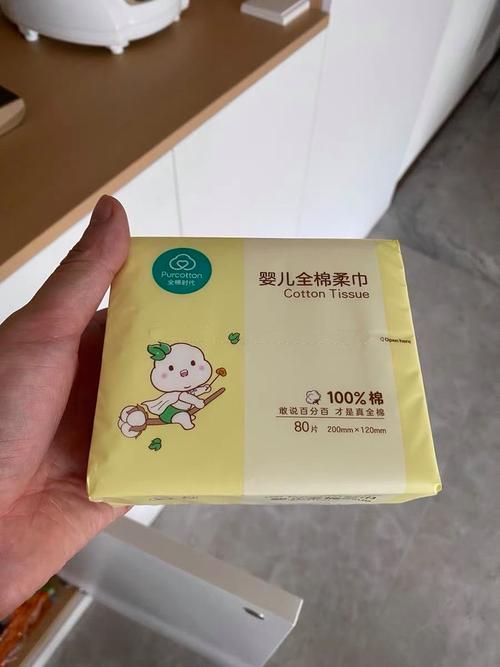 Purcotton
全棉时代
婴儿全棉柔巾
Cotton Tissue
Open here
100%棉
敢说百分百 才是真全棉
80片 200mm×120mm